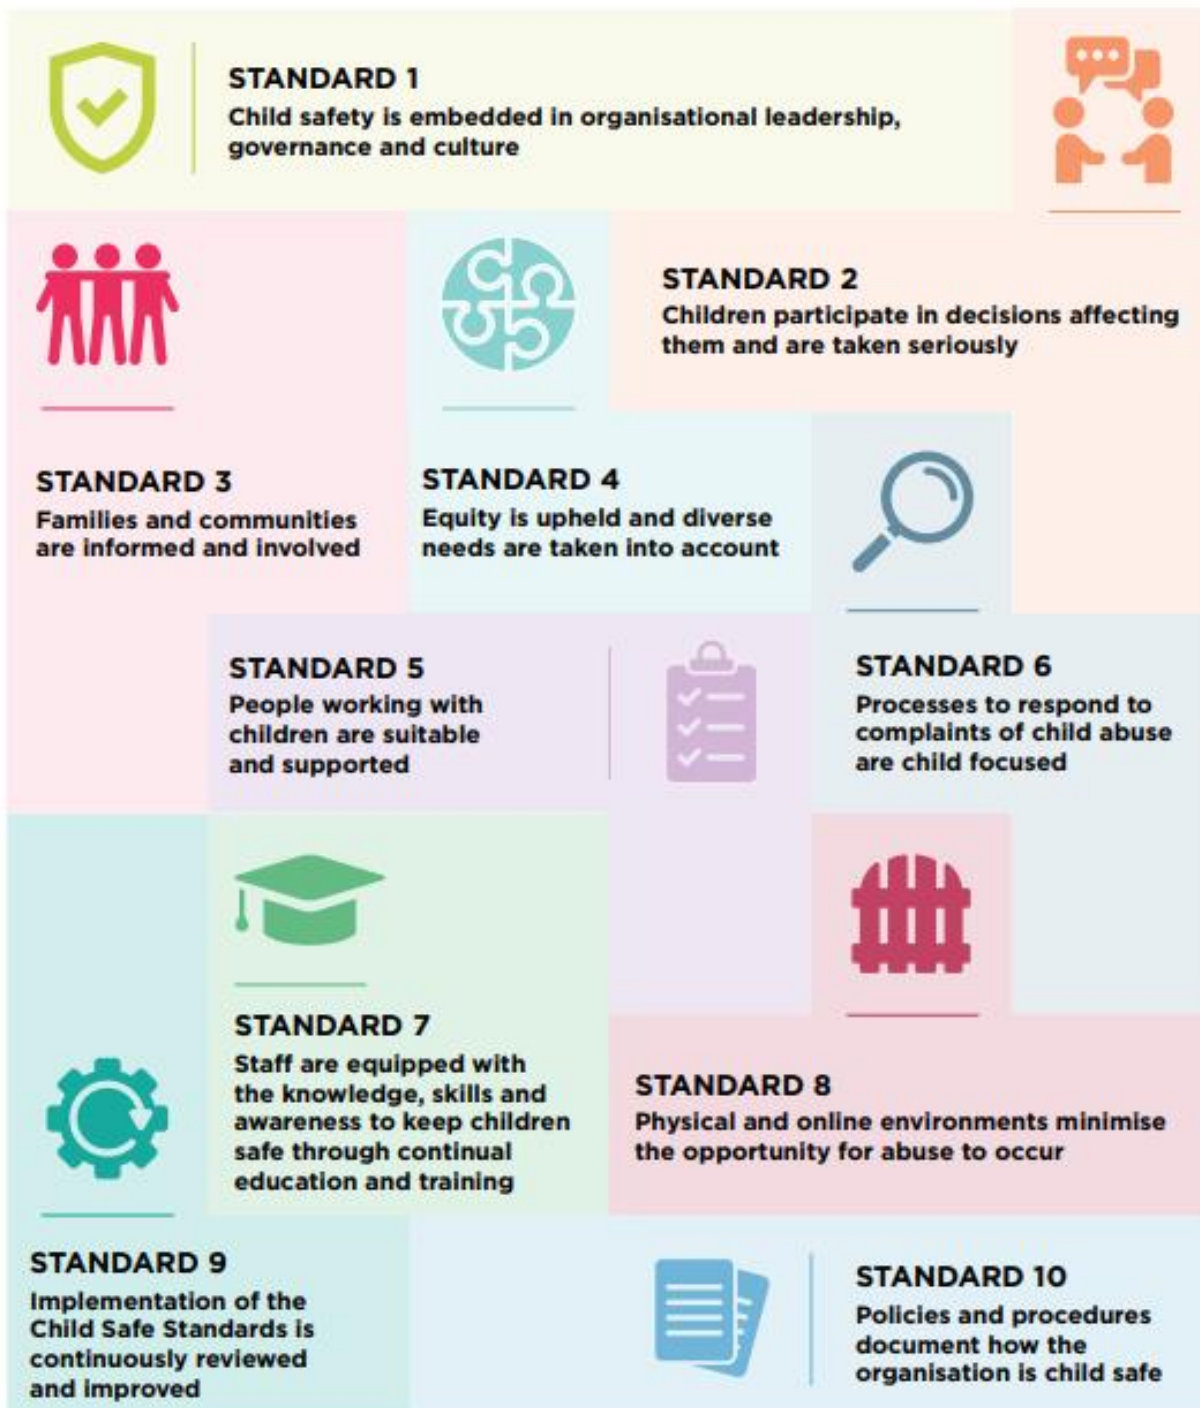 STANDARD 1
Child safety is embedded in organisational leadership,
governance and culture
STANDARD 2
Children participate in decisions affecting
them and are taken seriously
STANDARD 3
Families and communities
are informed and involved
STANDARD 4
Equity is upheld and diverse
needs are taken into account
STANDARD 5
People working with
children are suitable
and supported
STANDARD 6
Processes to respond to
complaints of child abuse
are child focused
STANDARD 7
Staff are equipped with
the knowledge, skills and
awareness to keep children
safe through continual
education and training
STANDARD 8
Physical and online environments minimise
the opportunity for abuse to occur
STANDARD 9
Implementation of the
Child Safe Standards is
continuously reviewed
and improved
STANDARD 10
Policies and procedures
document how the
organisation is child safe